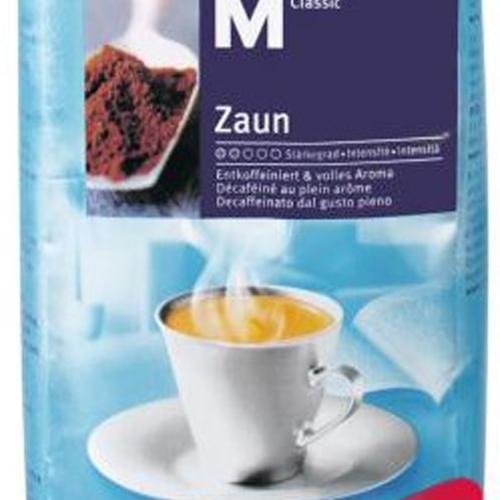 Classic
M
Zaun
Stärkegrad•Intensité•Intensità
Entkoffeiniert & volles Aroma
Décaféiné au plein arôme
Decaffeinato dal gusto pieno